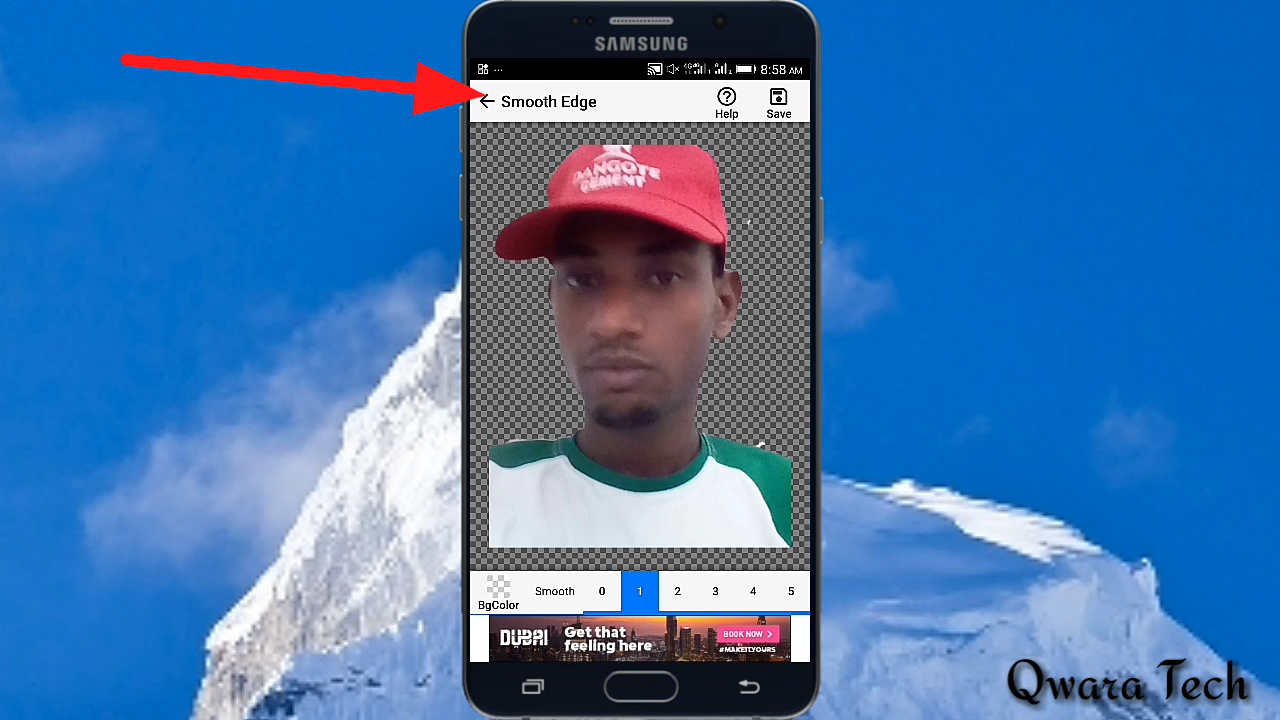 SAMSUNG
... 8:58 AM
Smooth Edge
Help
Save
DANGOTE
CEMENT
BgColor
Smooth 0 1 2 3 4 5
DUBAI
Get that
feeling here
BOOK NOW
#MAKEITYOURS
Qwara Tech